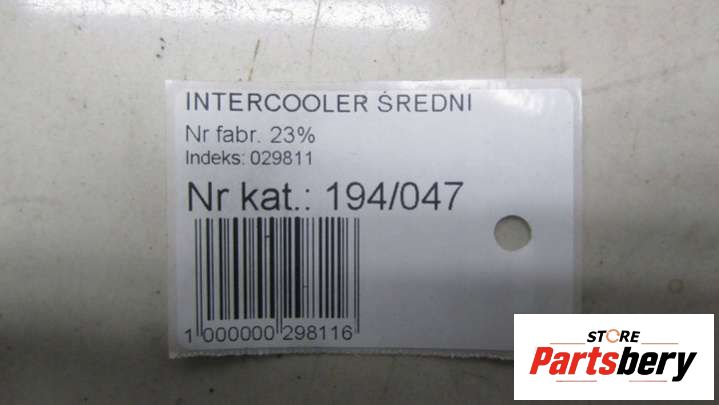 INTERCOOLER ŚREDNI
Nr fabr. 23%
Indeks: 029811
Nr kat.: 194/047
1 000000 298116
STORE
Partsbery